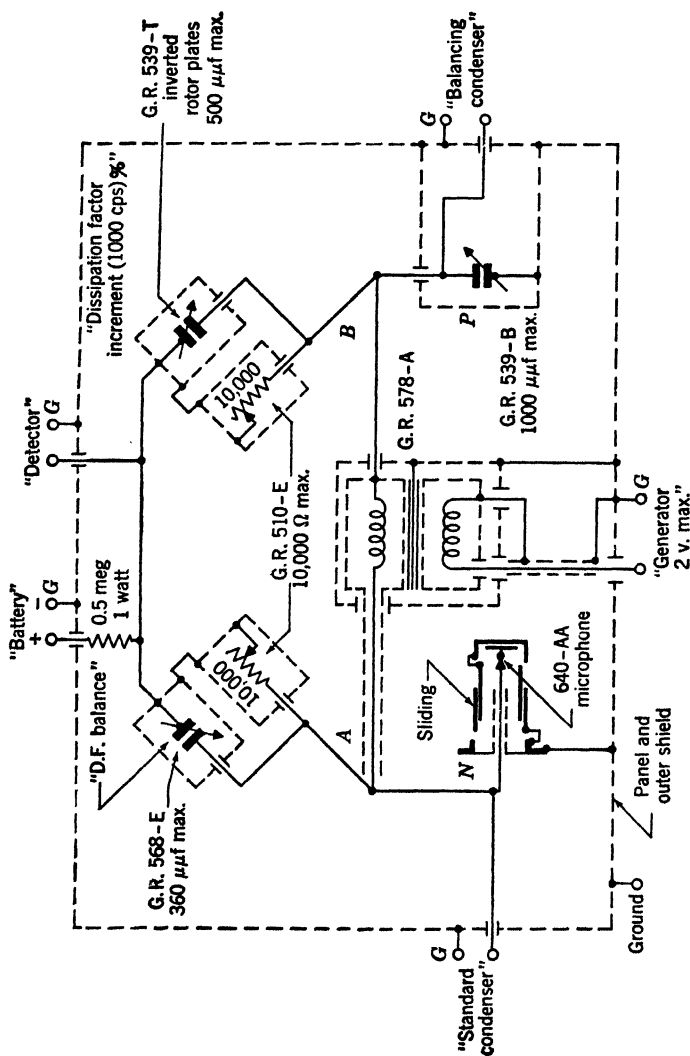 G.R. 539-T
inverted
rotor plates
500 μμf max.
"Dissipation factor
increment (1000 cps)%"
"Detector"
G
"Battery"
+
-
G
0.5 meg
1 watt
"D.F. balance"
G.R. 568-E
360 μμf max.
10,000
10,000
G.R. 510-E
10,000 Ω max.
A
B
G.R. 578-A
G
"Balancing
condenser"
P
G.R. 539-B
1000 μμf max.
Sliding
N
640-AA
microphone
G
"Standard
condenser"
Ground
Panel and
outer shield
"Generator
2 v. max."
G